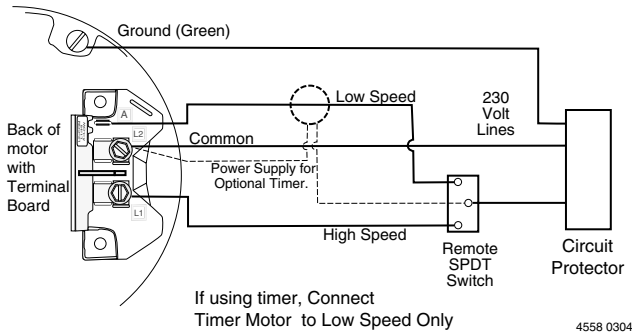 Ground (Green)
A
L2
L1
Back of
motor
with
Terminal
Board
Low Speed
Common
Power Supply for
Optional Timer.
High Speed
230
Volt
Lines
Remote
SPDT
Switch
Circuit
Protector
If using timer, Connect
Timer Motor to Low Speed Only
4558 0304